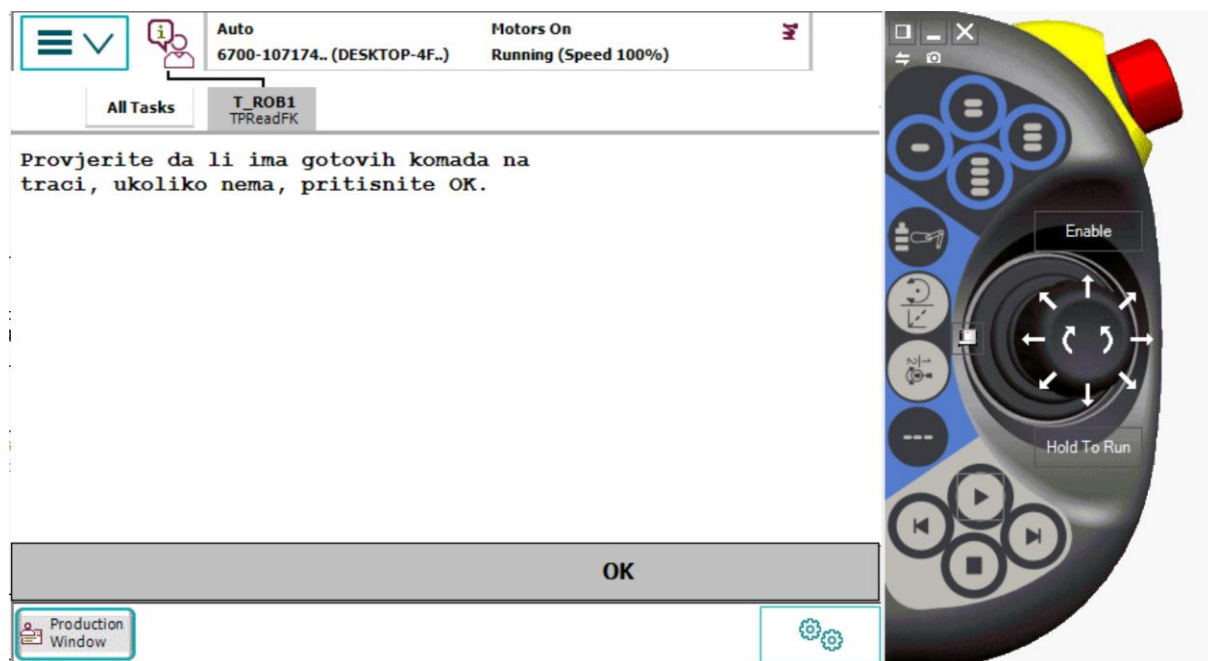 Auto
Motors On
6700-107174.. (DESKTOP-4F..)
Running (Speed 100%)
All Tasks
T_ROB1
TPReadFK
Provjerite da li ima gotovih komada na
traci, ukoliko nema, pritisnite OK.
OK
Production
Window
Enable
Hold To Run